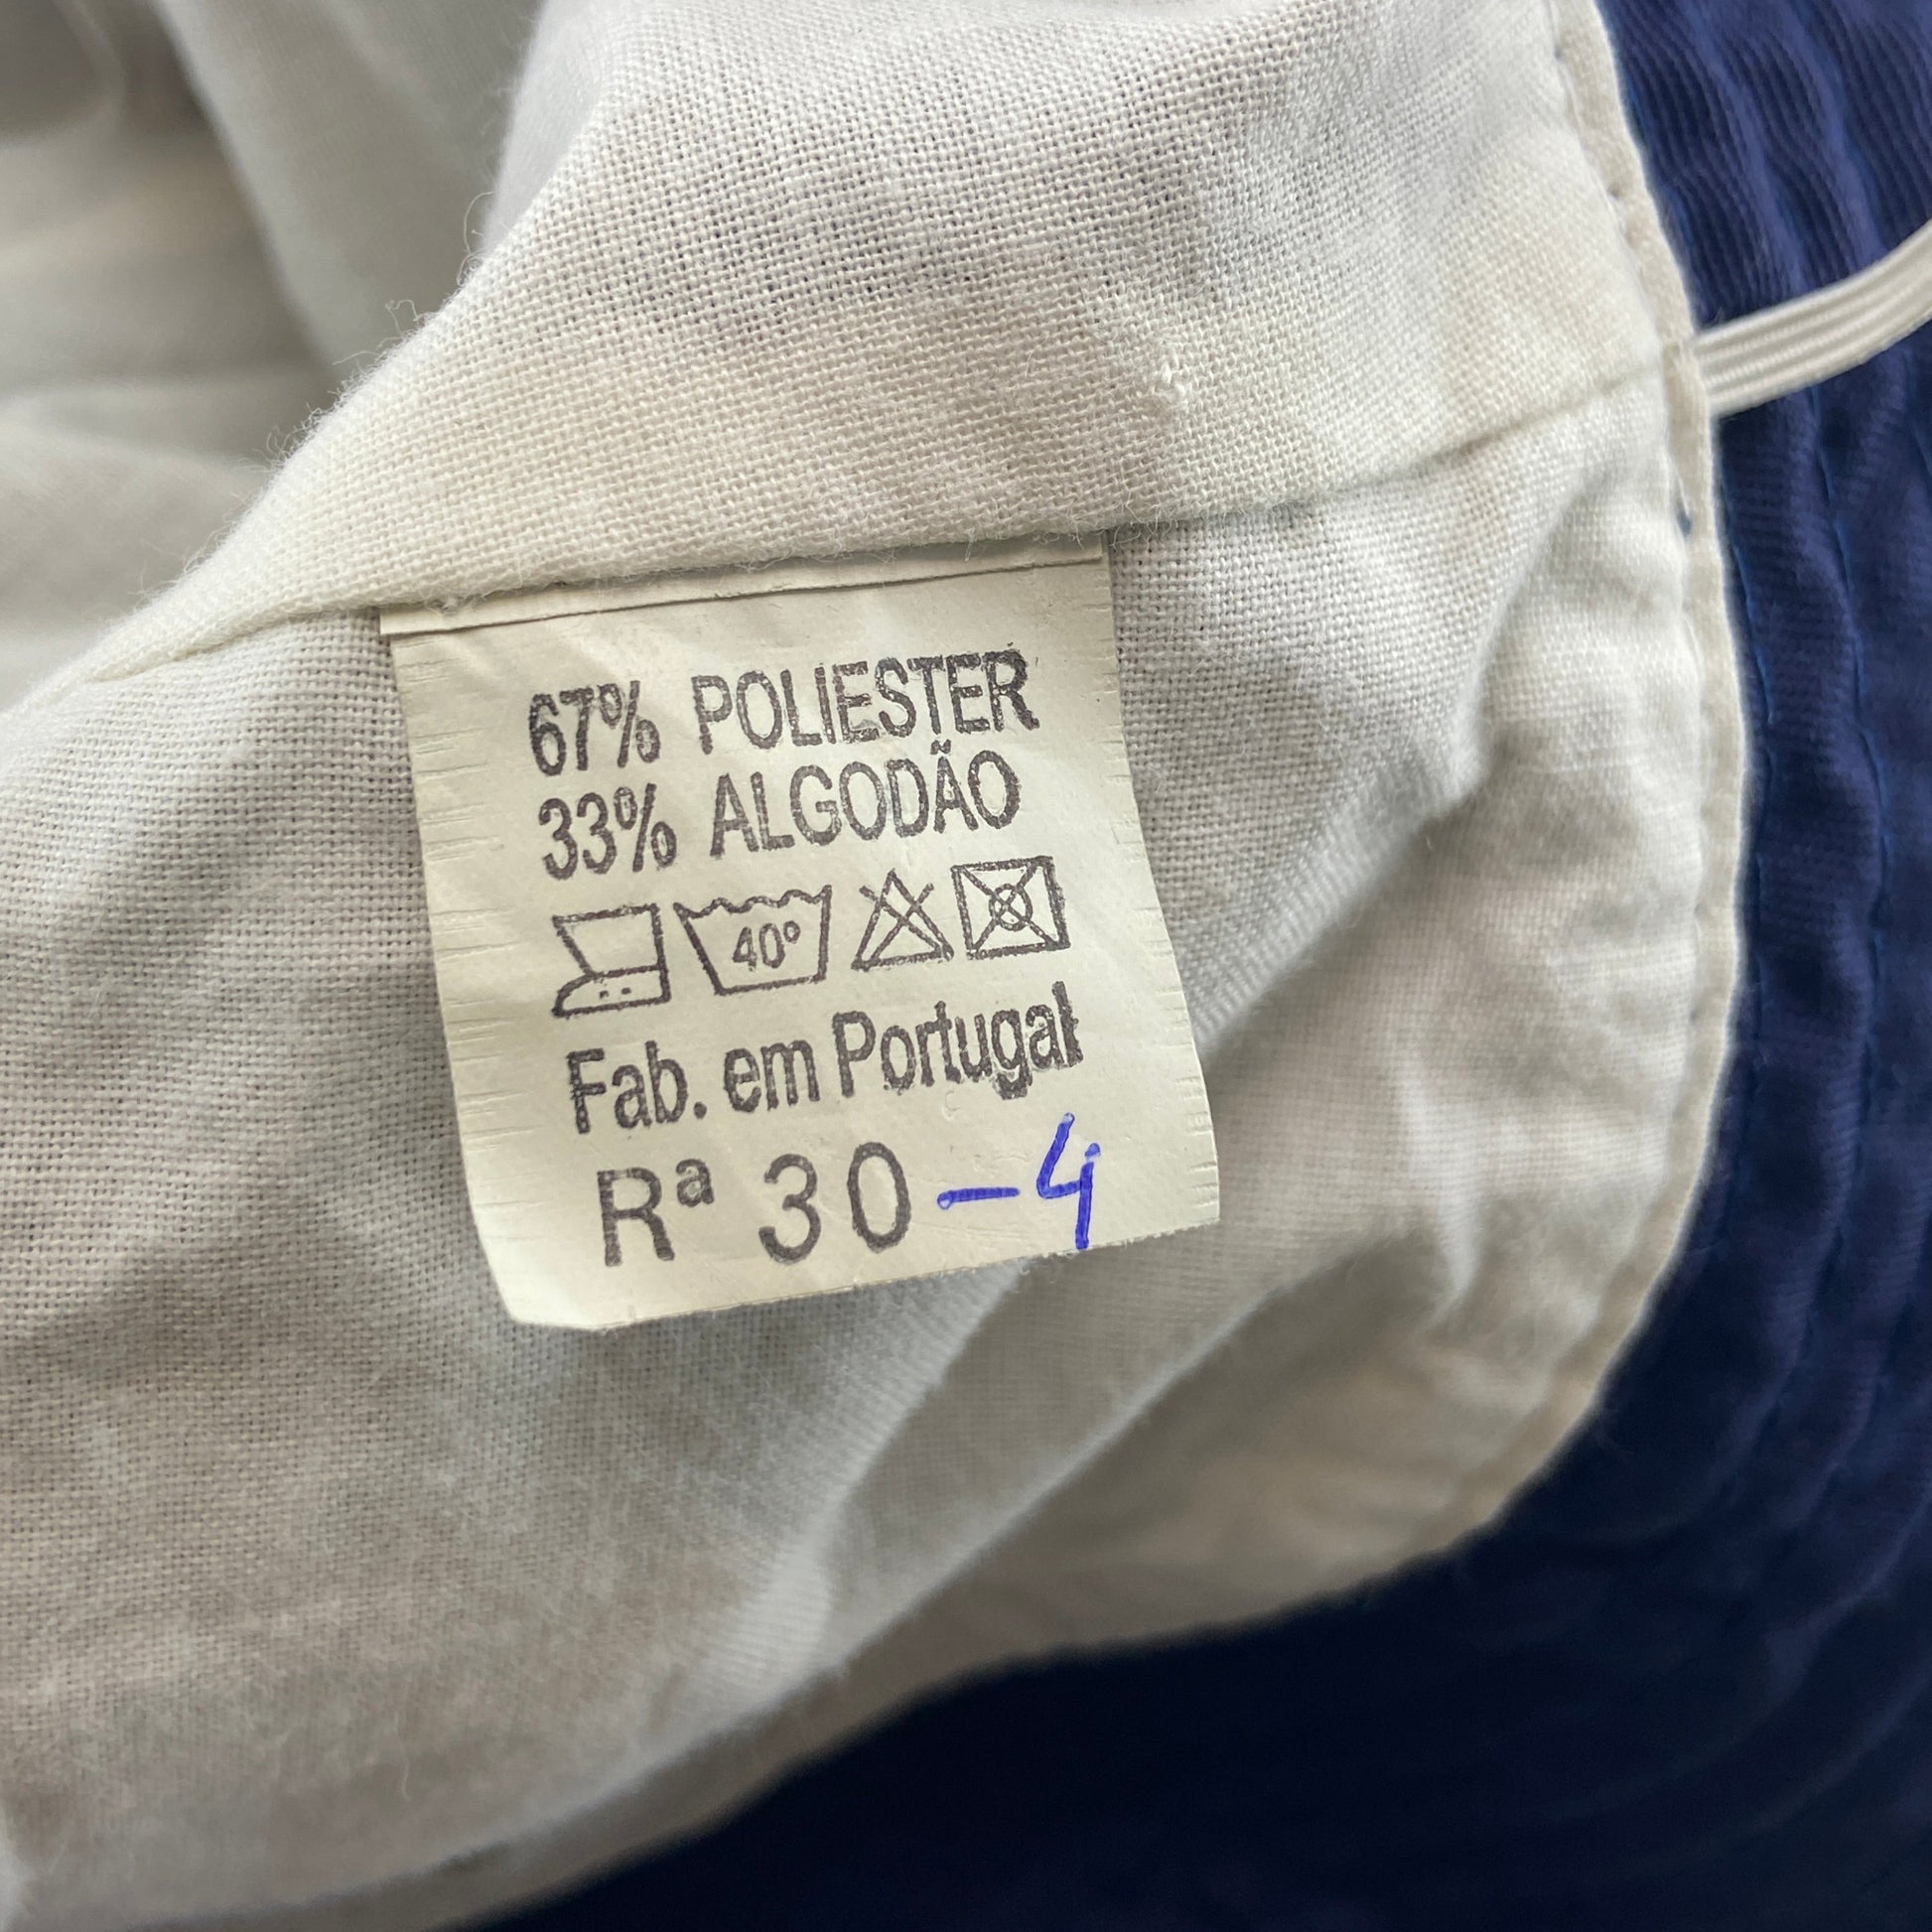 67% POLIESTER
33% ALGODÃO
40°
Fab. em Portugal
Rª 30 -4